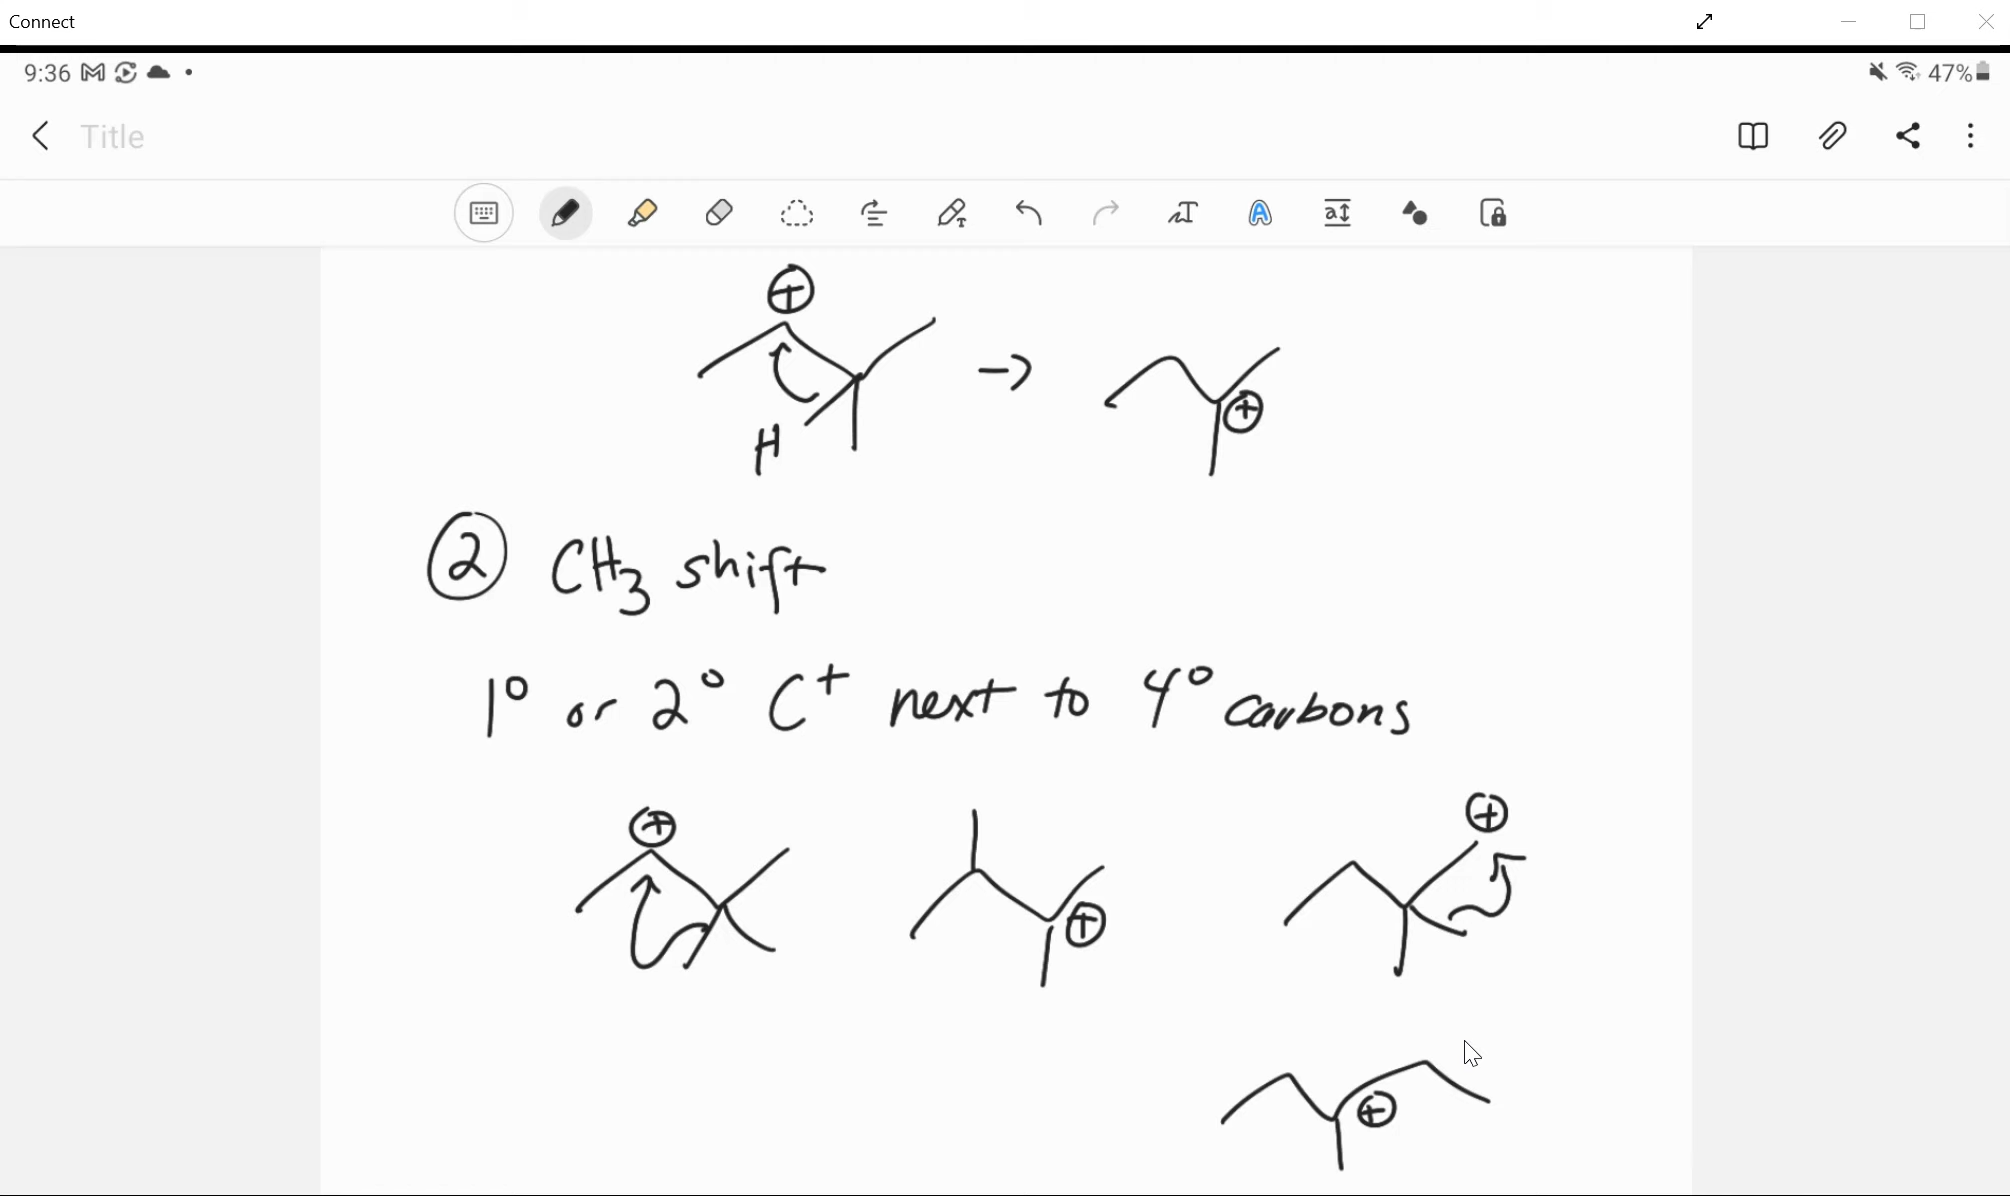 Connect
9:36
47%
Title
⊕
→
⊕
H
② CH₃ shift
1° or 2° C⁺ next to 4° carbons
⊕ ⊕ ⊕
⊕